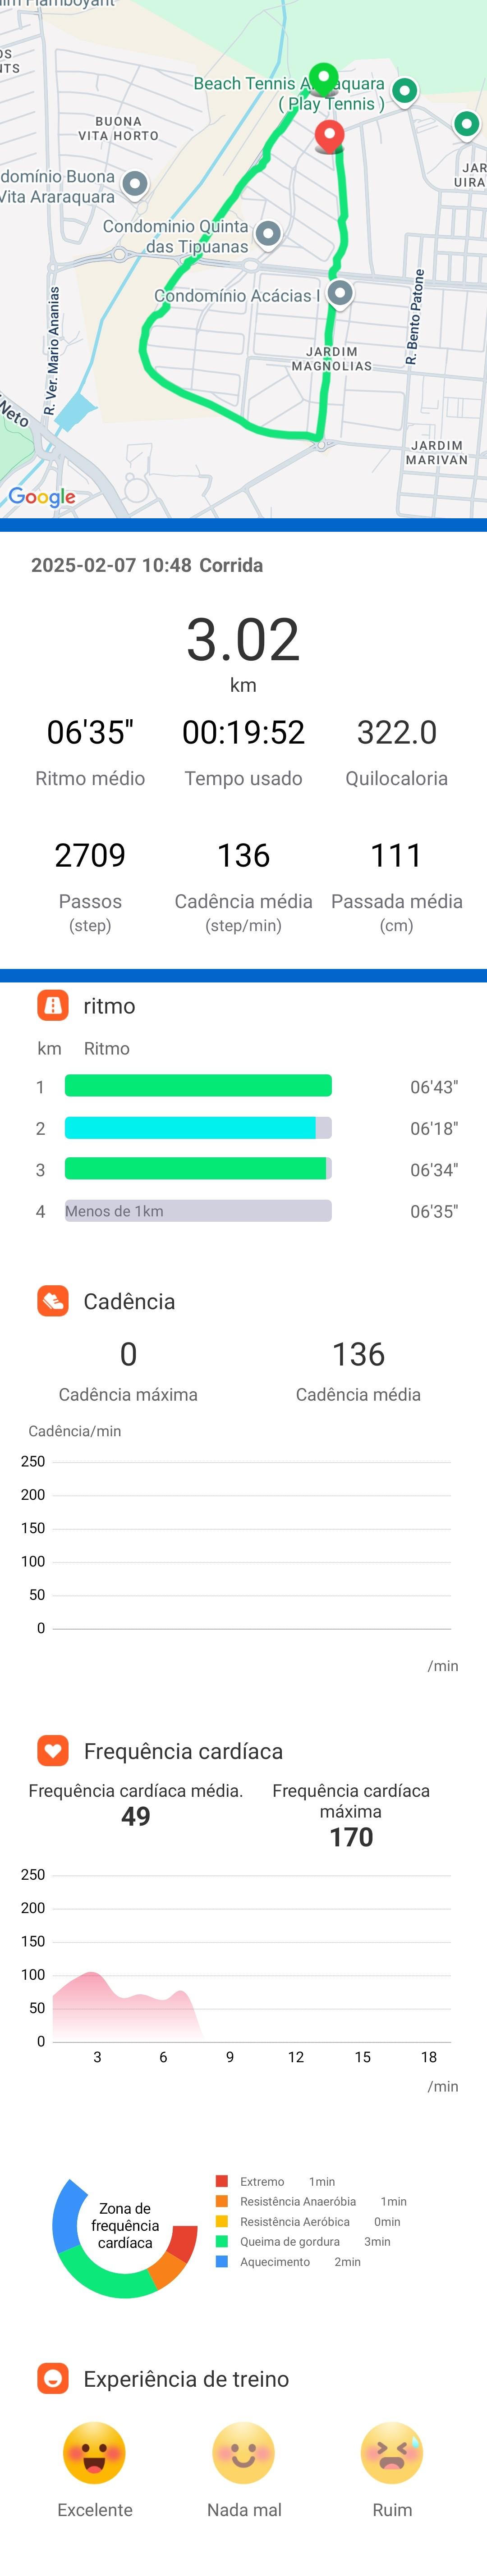 im Flamboyant
OS
NTS
Beach Tennis A
aquara
( Play Tennis )
BUONA
VITA HORTO
JAR
UIRA
domínio Buona
Vita Araraquara
Condominio Quinta
das Tipuanas
Condomínio Acácias I
R. Ver. Mario Ananias
R. Bento Patone
JARDIM
MAGNOLIAS
Neto
JARDIM
MARIVAN
Google
2025-02-07 10:48 Corrida
3.02
km
06'35" 00:19:52 322.0
Ritmo médio Tempo usado Quilocaloria
2709 136 111
Passos Cadência média Passada média
(step) (step/min) (cm)
ritmo
km Ritmo
1 06'43"
2 06'18"
3 06'34"
4 Menos de 1km 06'35"
Cadência
0 136
Cadência máxima Cadência média
Cadência/min
250
200
150
100
50
0
/min
Frequência cardíaca
Frequência cardíaca média.
49
Frequência cardíaca
máxima
170
250
200
150
100
50
0
3 6 9 12 15 18
/min
Zona de
frequência
cardíaca
Extremo 1min
Resistência Anaeróbia 1min
Resistência Aeróbica 0min
Queima de gordura 3min
Aquecimento 2min
Experiência de treino
Excelente Nada mal Ruim